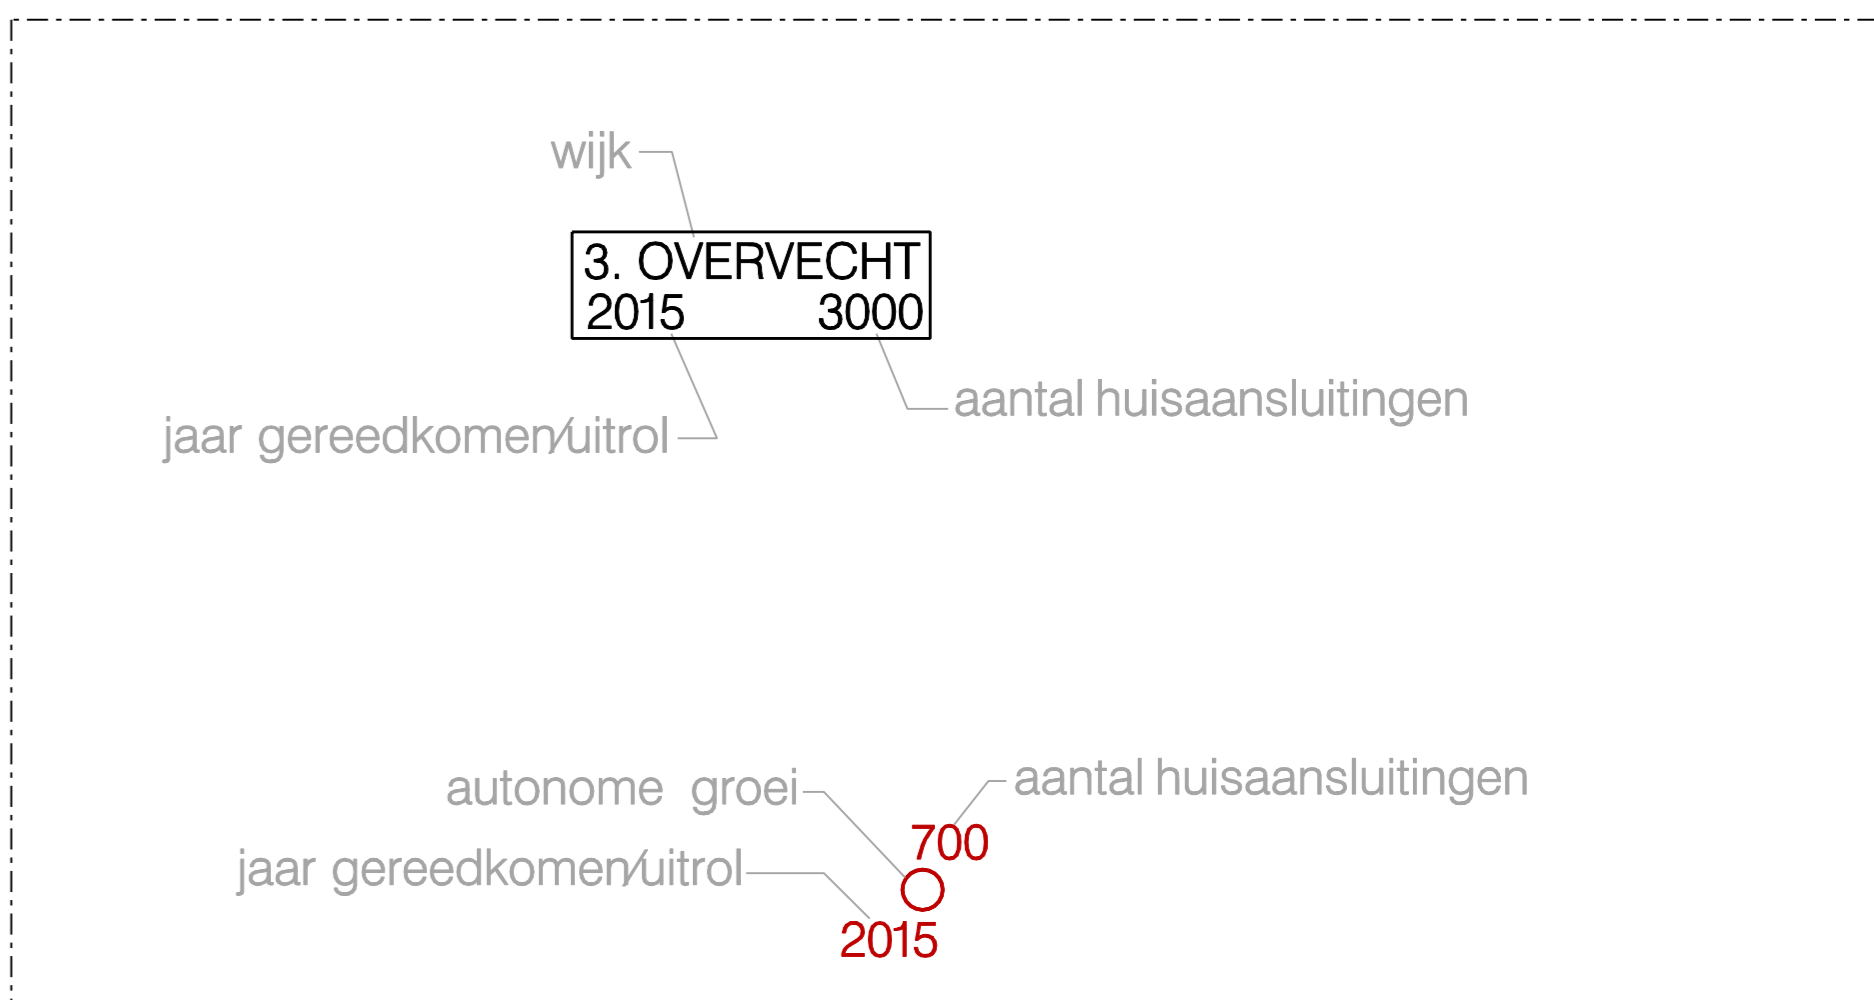 wijk
3. OVERVECHT
2015 3000
aantal huisaansluitingen
jaar gereedkomen/uitrol
autonome groei
aantal huisaansluitingen
700
jaar gereedkomen/uitrol
2015